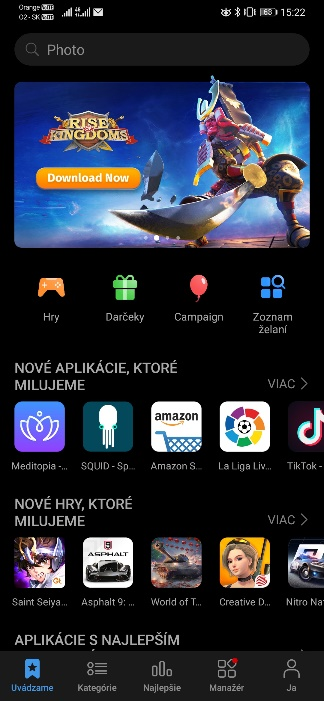 Orange VoLTE
O2 - SK VoLTE
15:22
Photo
RISE OF KINGDOMS
Download Now
Hry
Darčeky
Campaign
Zoznam
želaní
NOVÉ APLIKÁCIE, KTORÉ
MILUJEME
VIAC
amazon
Meditopia -...
SQUID - Sp...
Amazon S...
La Liga Liv...
TikTok -
NOVÉ HRY, KTORÉ
MILUJEME
VIAC
ASPHALT
Saint Seiya...
Asphalt 9: ...
World of T...
Creative D...
Nitro Nat
APLIKÁCIE S NAJLEPŠÍM
Uvádzame
Kategórie
Najlepšie
Manažér
Ja